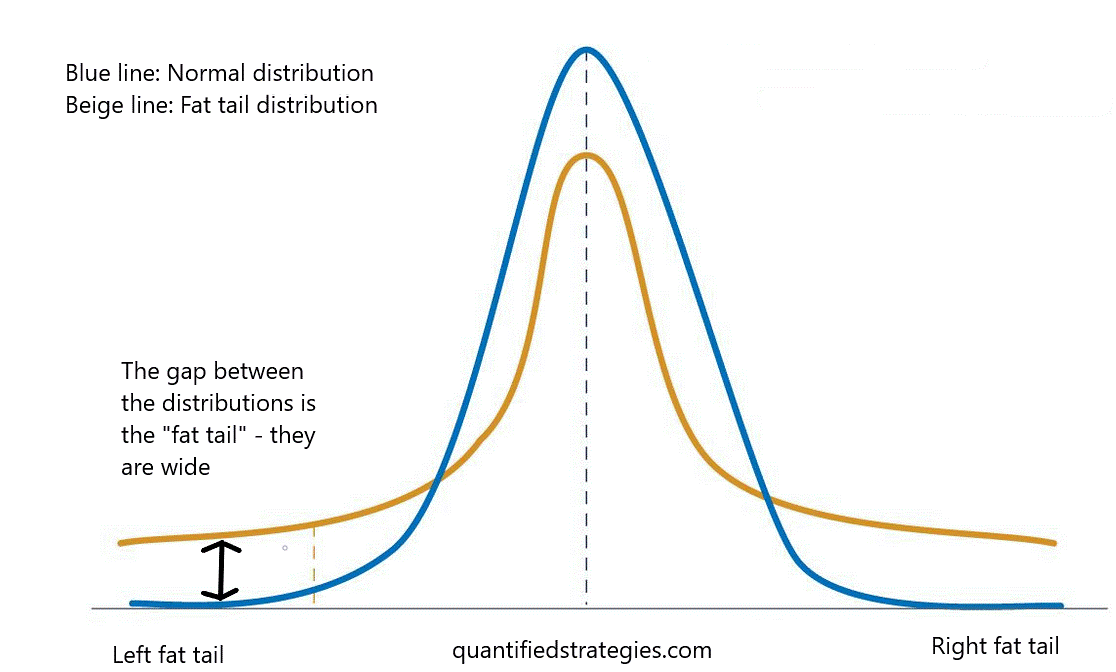 Blue line: Normal distribution
Beige line: Fat tail distribution
The gap between
the distributions is
the "fat tail" - they
are wide
Left fat tail
quantifiedstrategies.com
Right fat tail